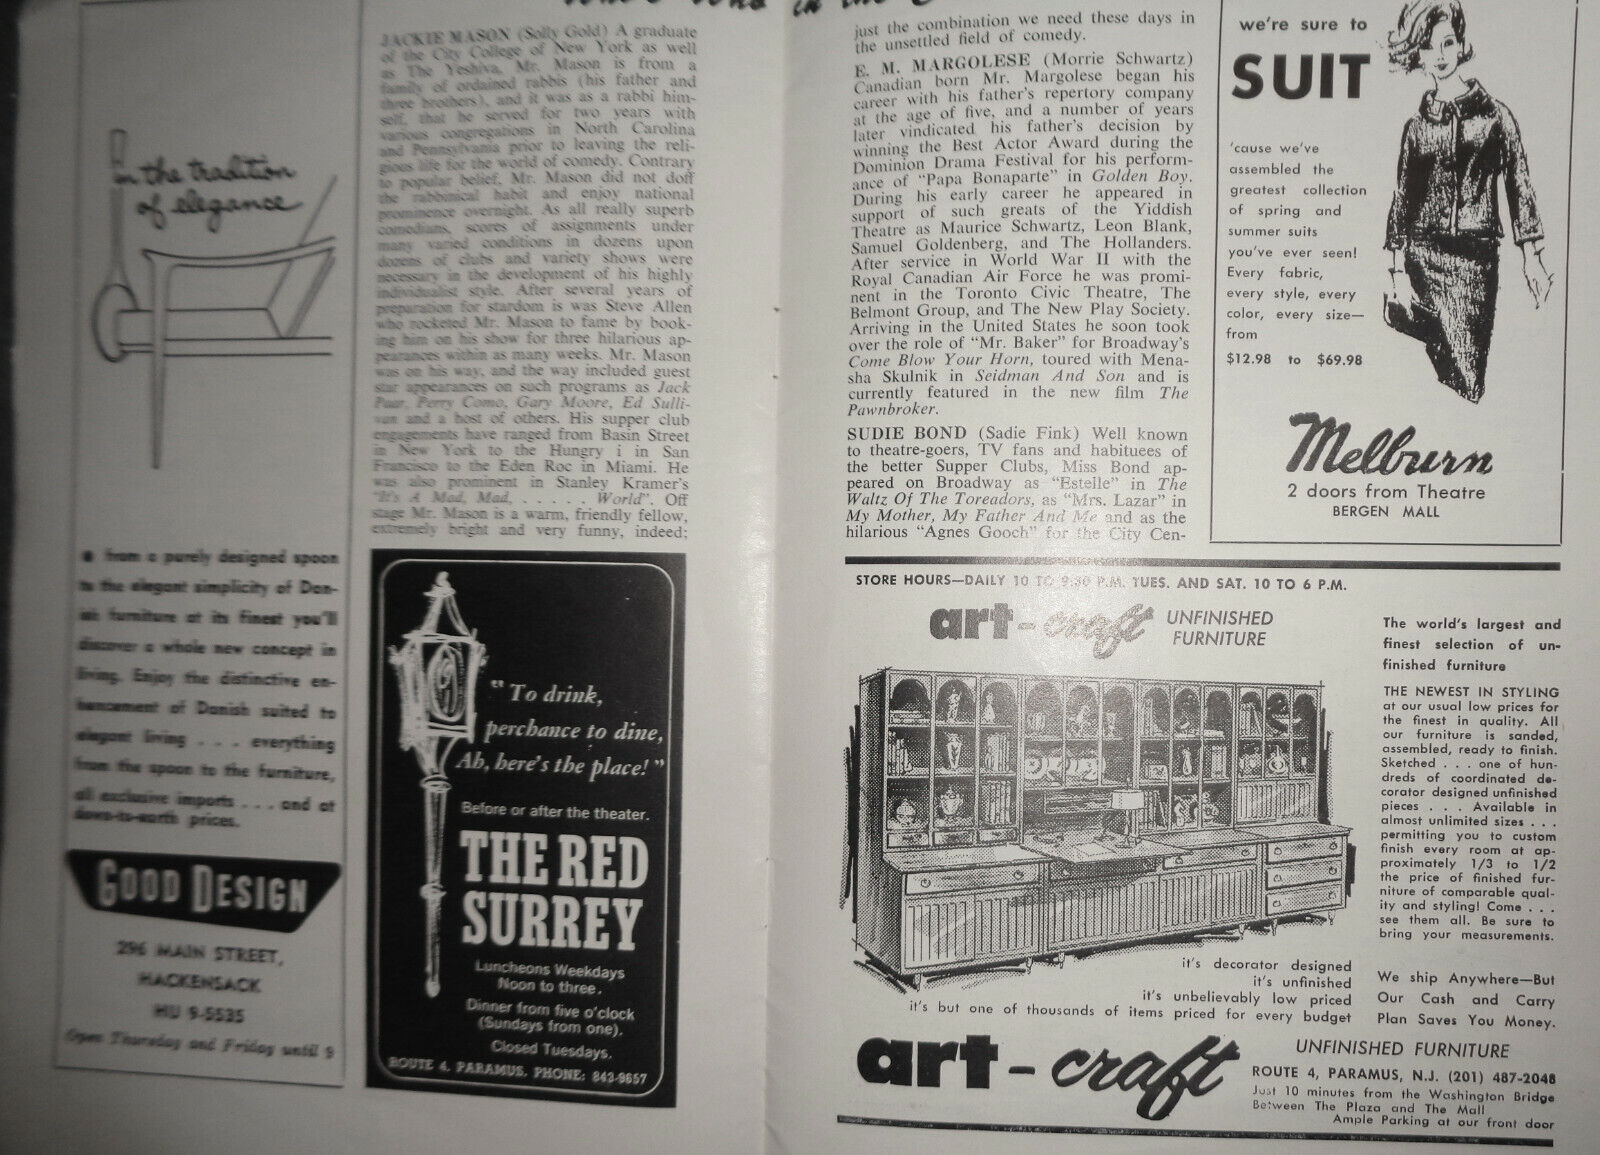 In the tradition
of elegance
from a purely designed spoon
to the elegant simplicity of Dan-
ish furniture at its finest you'll
discover a whole new concept in
living. Enjoy the distinctive en-
hancement of Danish suited to
elegant living . . . everything
from the spoon to the furniture,
all exclusive imports . . . and at
down-to-earth prices.
GOOD DESIGN
296 MAIN STREET,
HACKENSACK
HU 9-5535
Open Thursday and Friday until 9
JACKIE MASON (Solly Gold) A graduate
of the City College of New York as well
as The Yeshiva, Mr. Mason is from a
family of ordained rabbis (his father and
three brothers), and it was as a rabbi him-
self, that he served for two years with
various congregations in North Carolina
and Pennsylvania prior to leaving the reli-
gious life for the world of comedy. Contrary
to popular belief, Mr. Mason did not doff
the rabbinical habit and enjoy national
prominence overnight. As all really superb
comedians, scores of assignments under
many varied conditions in dozens upon
dozens of clubs and variety shows were
necessary in the development of his highly
individualist style. After several years of
preparation for stardom is was Steve Allen
who rocketed Mr. Mason to fame by book-
ing him on his show for three hilarious ap-
pearances within as many weeks. Mr. Mason
was on his way, and the way included guest
star appearances on such programs as Jack
Paar, Perry Como, Gary Moore, Ed Sulli-
van and a host of others. His supper club
engagements have ranged from Basin Street
in New York to the Hungry i in San
Francisco to the Eden Roc in Miami. He
was also prominent in Stanley Kramer's
"It's A Mad, Mad, . . . . . World". Off
stage Mr. Mason is a warm, friendly fellow,
extremely bright and very funny, indeed;
"To drink,
perchance to dine,
Ah, here's the place!"
Before or after the theater.
THE RED
SURREY
Luncheons Weekdays
Noon to three.
Dinner from five o'clock
(Sundays from one).
Closed Tuesdays.
ROUTE 4, PARAMUS, PHONE: 843-9657
just the combination we need these days in
the unsettled field of comedy.
E. M. MARGOLESE (Morrie Schwartz)
Canadian born Mr. Margolese began his
career with his father's repertory company
at the age of five, and a number of years
later vindicated his father's decision by
winning the Best Actor Award during the
Dominion Drama Festival for his perform-
ance of "Papa Bonaparte" in Golden Boy.
During his early career he appeared in
support of such greats of the Yiddish
Theatre as Maurice Schwartz, Leon Blank,
Samuel Goldenberg, and The Hollanders.
After service in World War II with the
Royal Canadian Air Force he was promi-
nent in the Toronto Civic Theatre, The
Belmont Group, and The New Play Society.
Arriving in the United States he soon took
over the role of "Mr. Baker" for Broadway's
Come Blow Your Horn, toured with Mena-
sha Skulnik in Seidman And Son and is
currently featured in the new film The
Pawnbroker.
SUDIE BOND (Sadie Fink) Well known
to theatre-goers, TV fans and habituees of
the better Supper Clubs, Miss Bond ap-
peared on Broadway as "Estelle" in The
Waltz Of The Toreadors, as "Mrs. Lazar" in
My Mother, My Father And Me and as the
hilarious "Agnes Gooch" for the City Cen-
we're sure to
SUIT
'cause we've
assembled the
greatest collection
of spring and
summer suits
you've ever seen!
Every fabric,
every style, every
color, every size—
from
$12.98 to $69.98
Melburn
2 doors from Theatre
BERGEN MALL
STORE HOURS—DAILY 10 TO 9:30 P.M. TUES. AND SAT. 10 TO 6 P.M.
art-craft UNFINISHED
FURNITURE
The world's largest and
finest selection of un-
finished furniture
THE NEWEST IN STYLING
at our usual low prices for
the finest in quality. All
our furniture is sanded,
assembled, ready to finish.
Sketched . . . one of hun-
dreds of coordinated de-
corator designed unfinished
pieces . . . Available in
almost unlimited sizes . . .
permitting you to custom
finish every room at ap-
proximately 1/3 to 1/2
the price of finished fur-
niture of comparable qual-
ity and styling! Come . . .
see them all. Be sure to
bring your measurements.
We ship Anywhere—But
Our Cash and Carry
Plan Saves You Money.
it's decorator designed
it's unfinished
it's unbelievably low priced
it's but one of thousands of items priced for every budget
art-craft
UNFINISHED FURNITURE
ROUTE 4, PARAMUS, N.J. (201) 487-2048
Just 10 minutes from the Washington Bridge
Between The Plaza and The Mall
Ample Parking at our front door